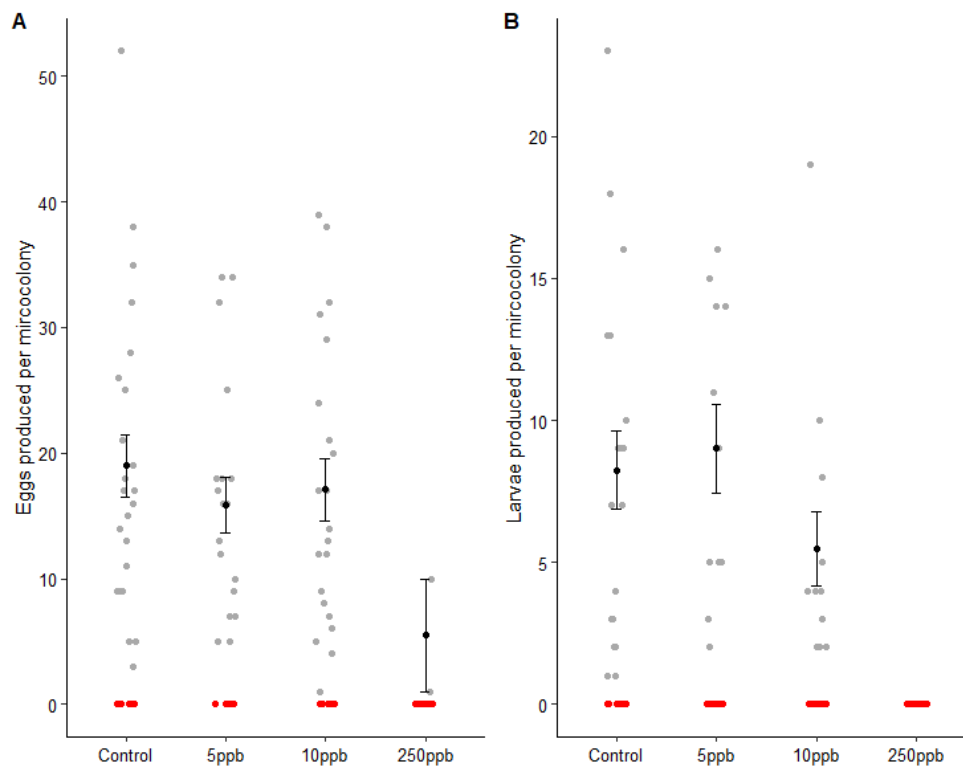 A
Eggs produced per mircocolony
50
40
30
20
10
0
Control 5ppb 10ppb 250ppb
B
Larvae produced per mircocolony
20
15
10
5
0
Control 5ppb 10ppb 250ppb